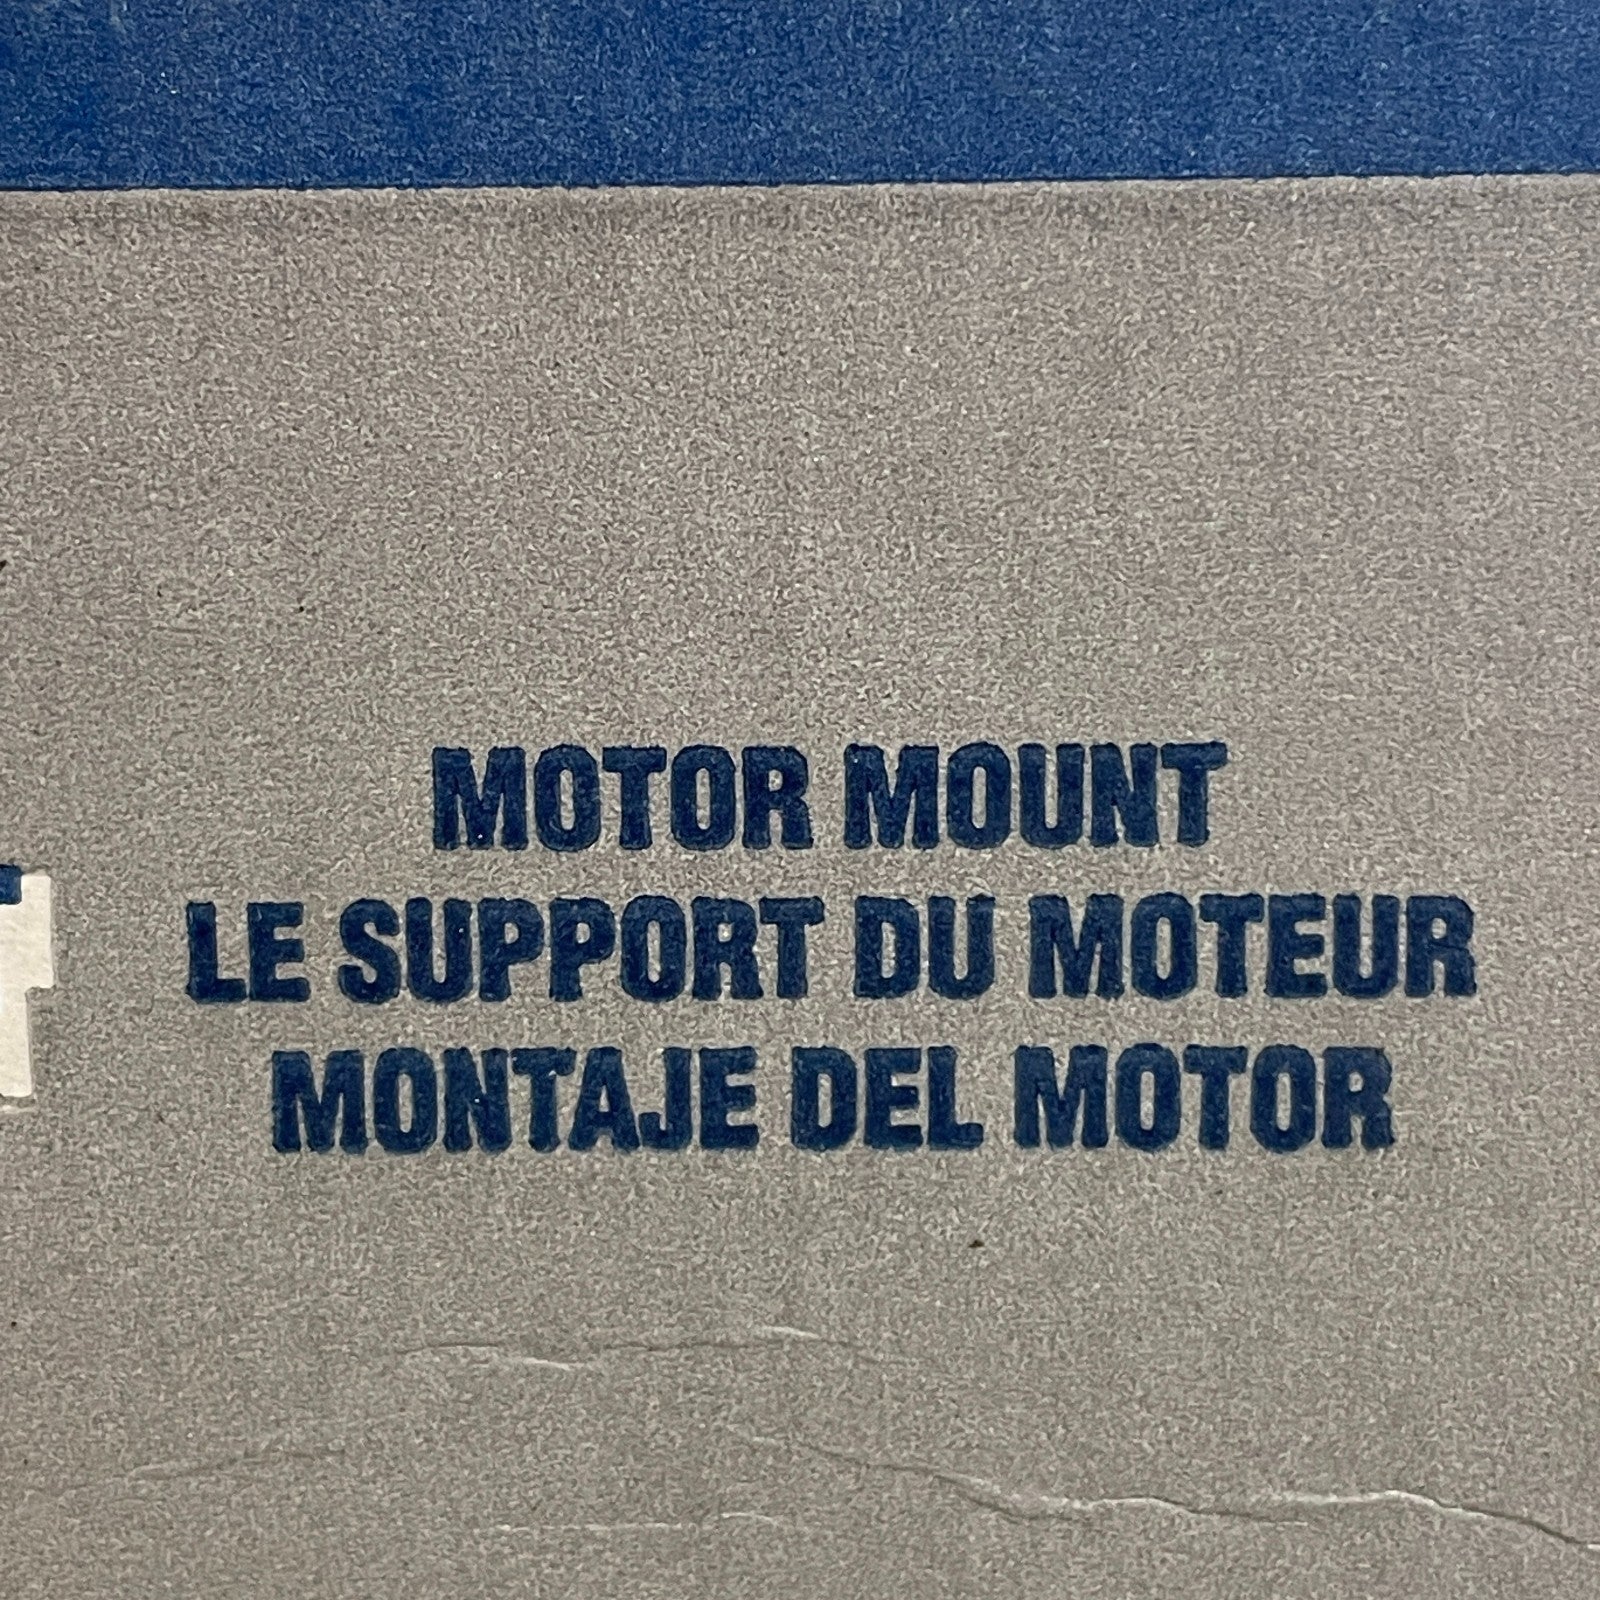 MOTOR MOUNT
LE SUPPORT DU MOTEUR
MONTAJE DEL MOTOR